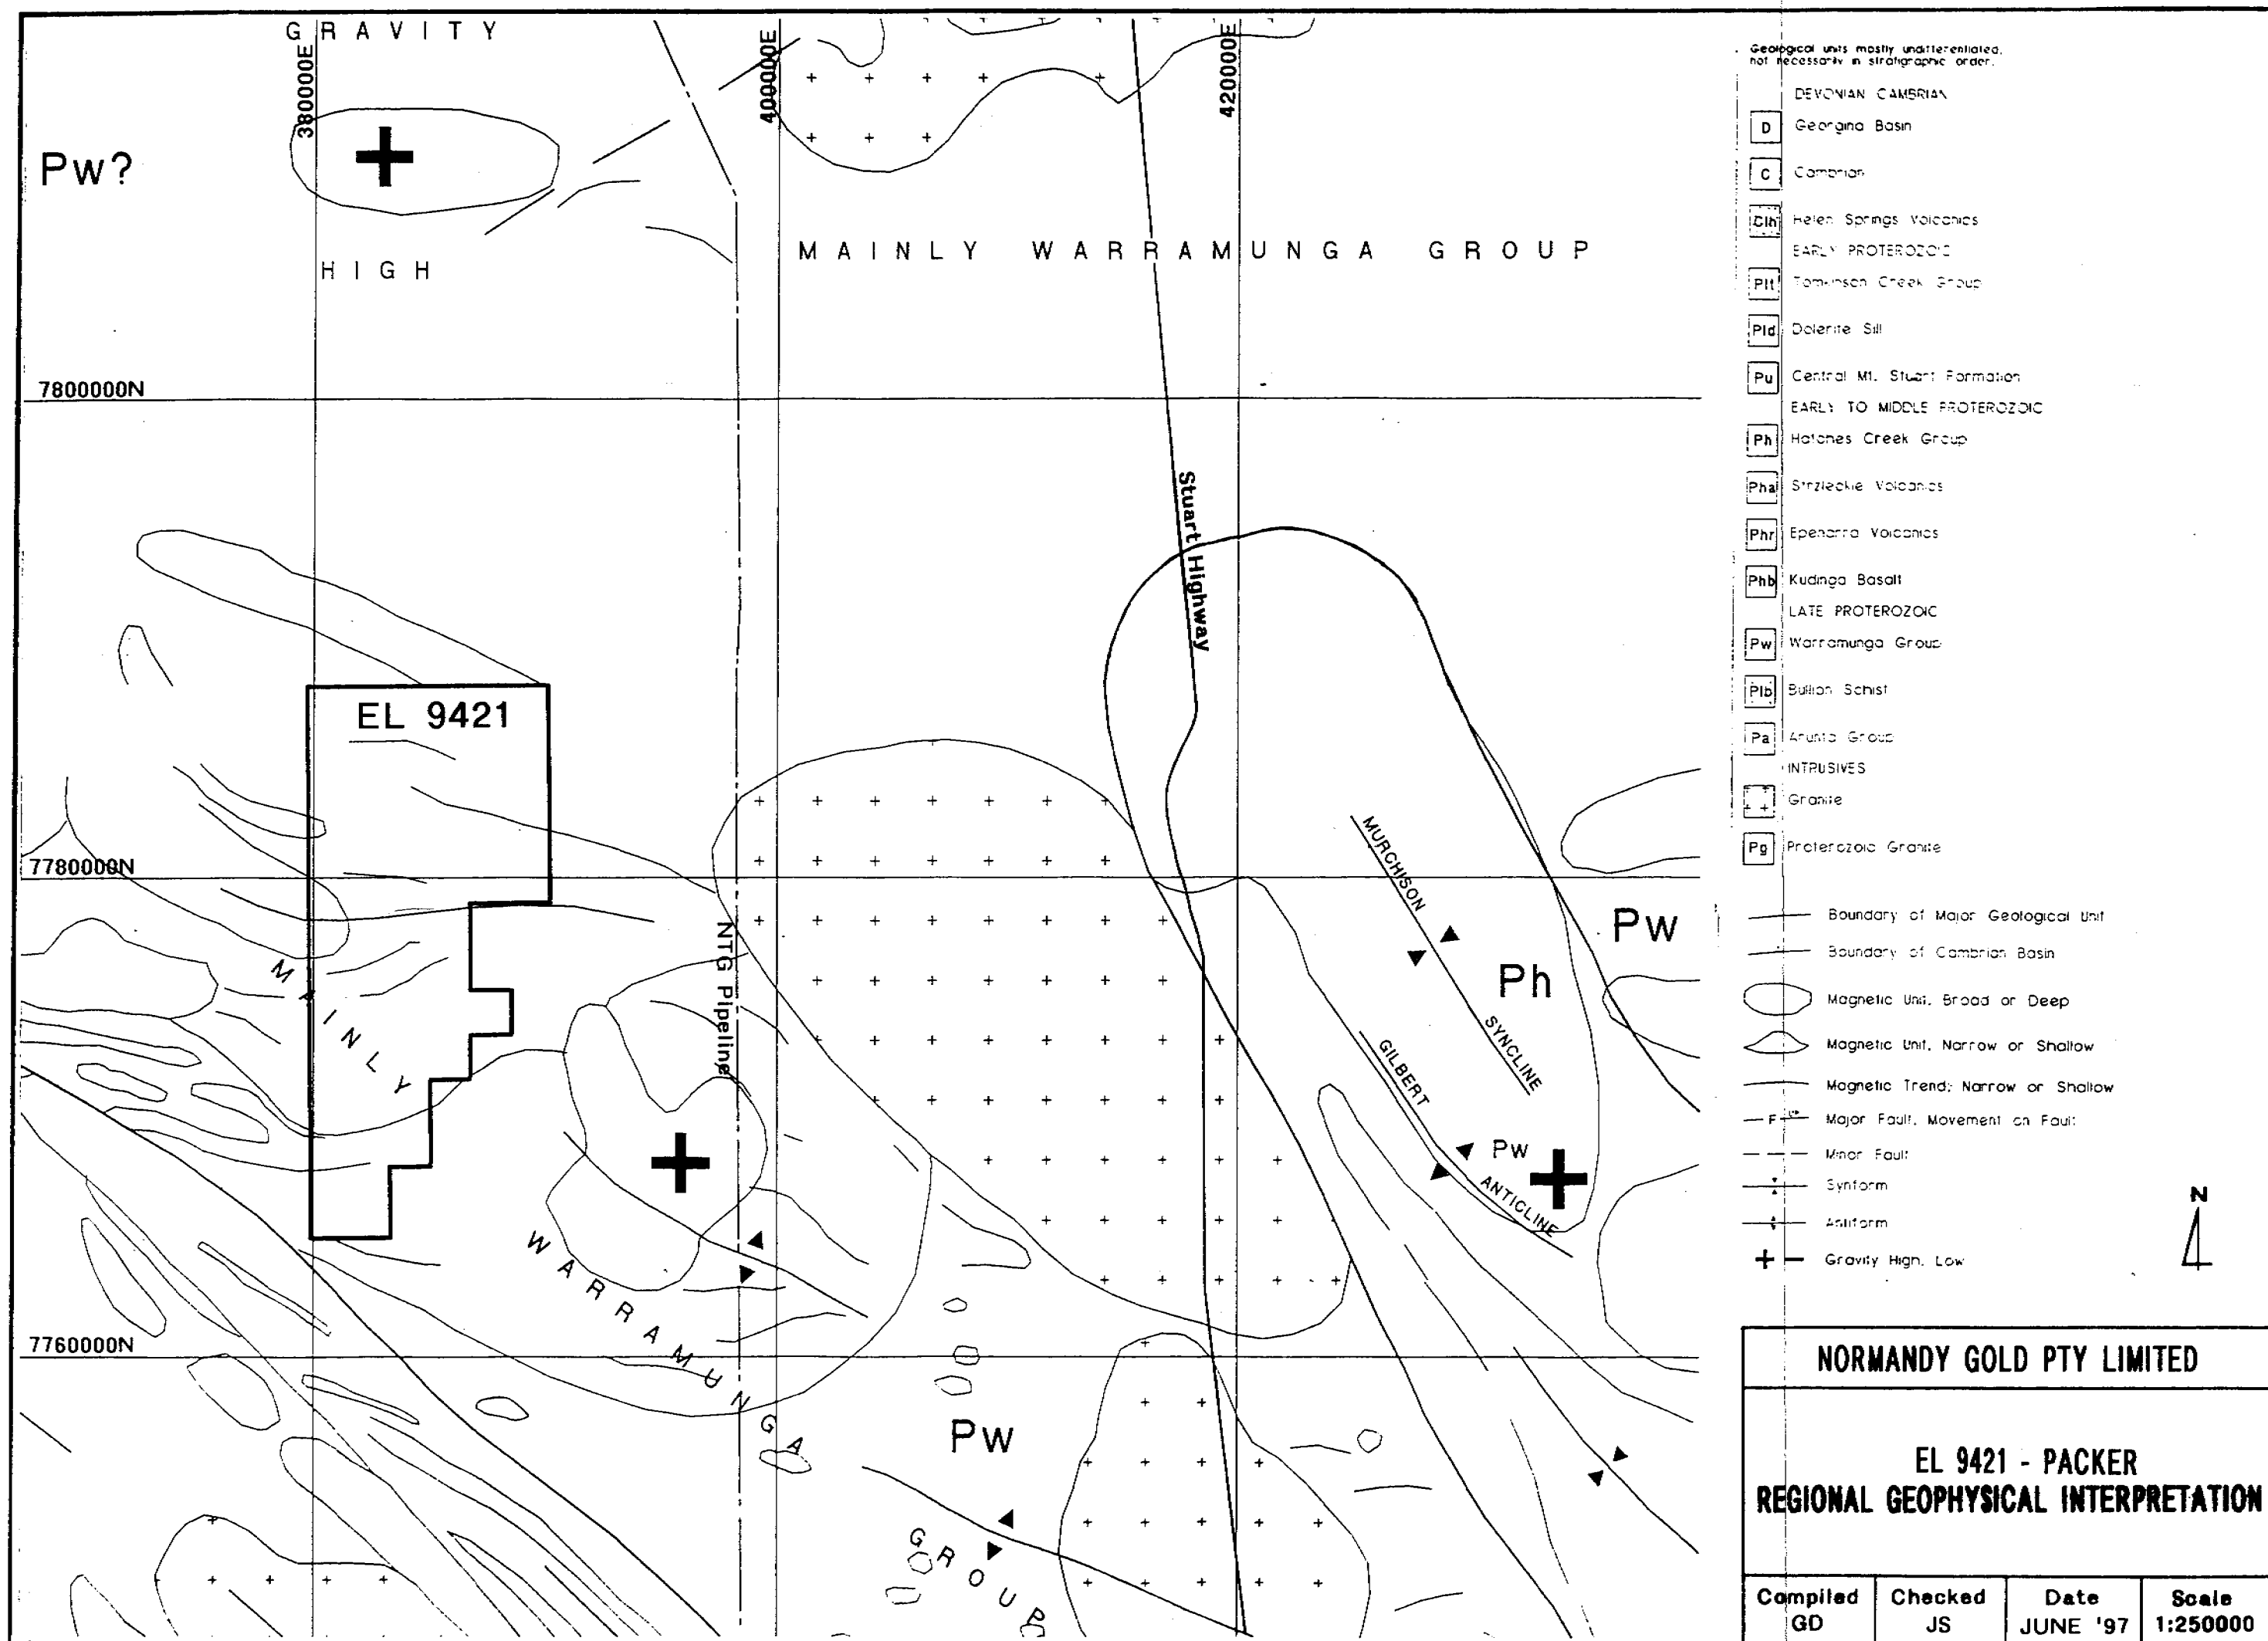 GRAVITY
380000E
400000E
420000E
Pw?
HIGH
MAINLY WARRAMUNGA GROUP
7800000N
Stuart Highway
EL 9421
7780000N
MURCHISON
SYNCLINE
Pw
Ph
NTG Pipeline
MAINLY
GILBERT
Pw
ANTICLINE
WARRAMUNGA
7760000N
Pw
GROUP
Geological units mostly undifferentiated,
not necessarily in stratigraphic order.
DEVONIAN CAMBRIAN
D Georgina Basin
C Cambrian
Clh Helen Springs Volcanics
EARLY PROTEROZOIC
Plt Tomkinson Creek Group
Pld Dolerite Sill
Pu Central Mt. Stuart Formation
EARLY TO MIDDLE PROTEROZOIC
Ph Hatches Creek Group
Pha Strzleckie Volcanics
Phr Epenarra Volcanics
Phb Kudinga Basalt
LATE PROTEROZOIC
Pw Warramunga Group
Plb Bullion Schist
Pa Arunta Group
INTRUSIVES
Granite
Pg Proterozoic Granite
Boundary of Major Geological Unit
Boundary of Cambrian Basin
Magnetic Unit, Broad or Deep
Magnetic Unit, Narrow or Shallow
Magnetic Trend; Narrow or Shallow
F Major Fault, Movement on Fault
Minor Fault
Synform
Antiform
Gravity High, Low
N
NORMANDY GOLD PTY LIMITED
EL 9421 - PACKER
REGIONAL GEOPHYSICAL INTERPRETATION
Compiled GD
Checked JS
Date JUNE '97
Scale 1:250000